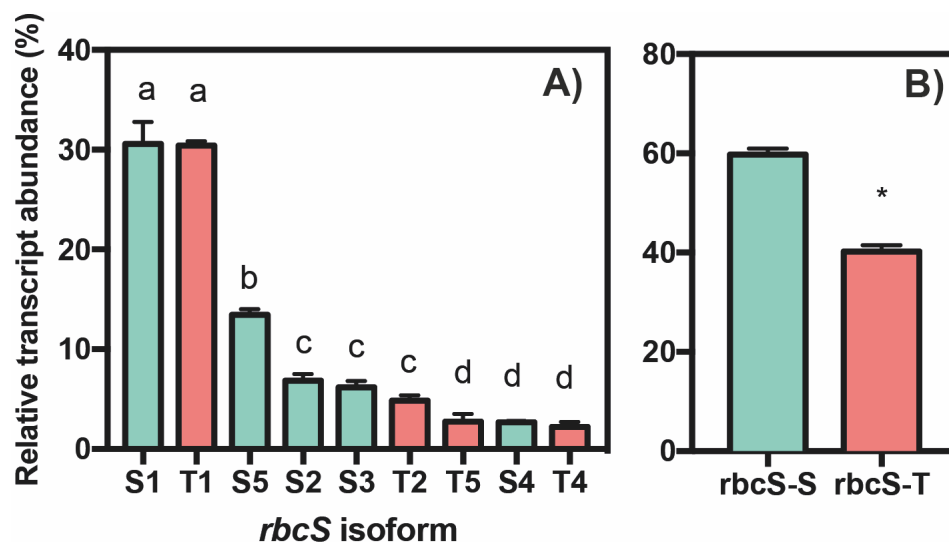 Relative transcript abundance (%)
40
30
20
10
0
A)
a a b c c c d d d
S1 T1 S5 S2 S3 T2 T5 S4 T4
rbcS isoform
80
60
40
20
0
B)
*
rbcS-S rbcS-T